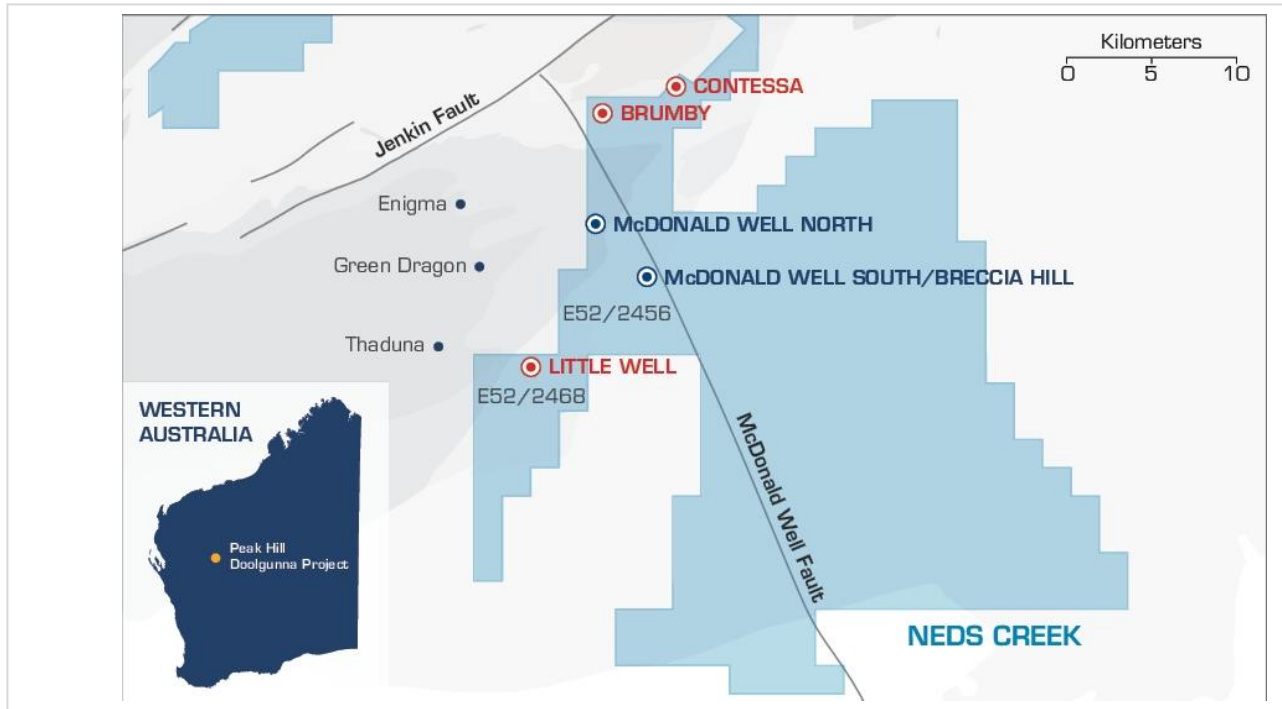 Kilometers
0 5 10
CONTESSA
BRUMBY
Jenkin Fault
Enigma
McDONALD WELL NORTH
Green Dragon
McDONALD WELL SOUTH/BRECCIA HILL
E52/2456
Thaduna
LITTLE WELL
E52/2468
WESTERN
AUSTRALIA
McDonald Well Fault
Peak Hill
Doolgunna Project
NEDS CREEK